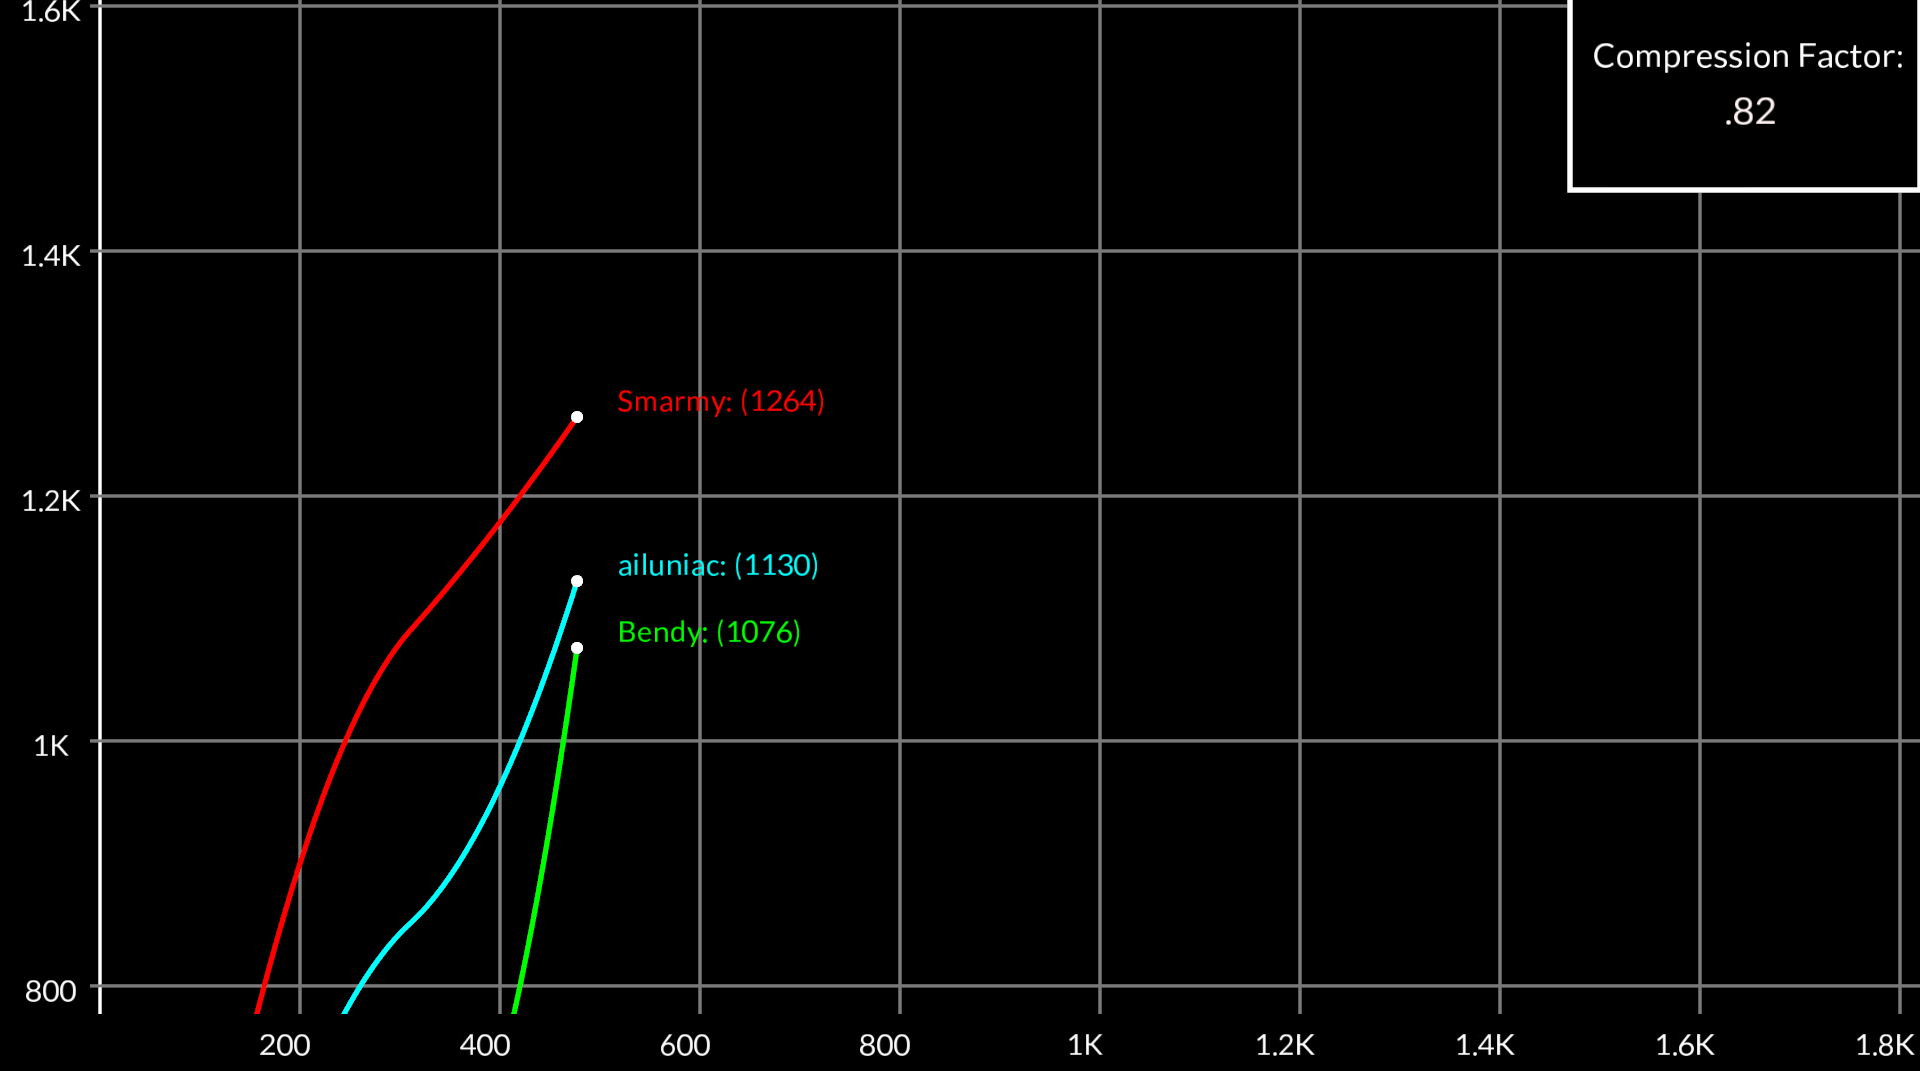 1.6K
Compression Factor:
.82
1.4K
Smarmy: (1264)
1.2K
ailuniac: (1130)
Bendy: (1076)
1K
800
200 400 600 800 1K 1.2K 1.4K 1.6K 1.8K